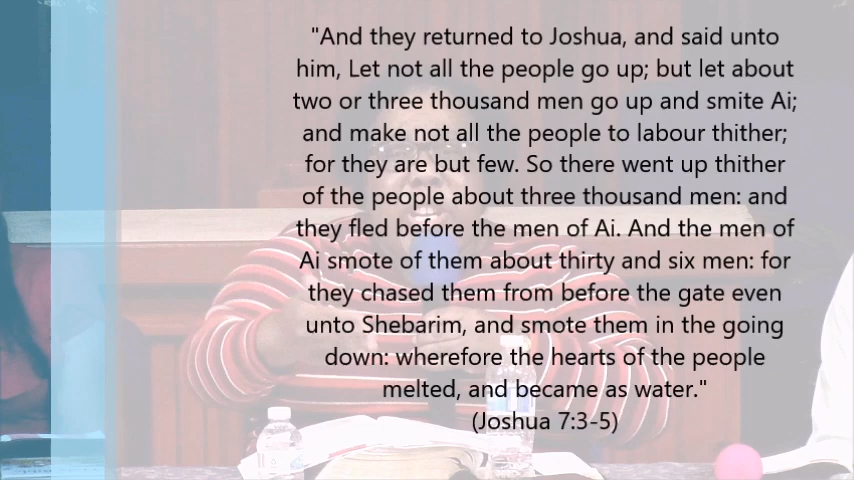 "And they returned to Joshua, and said unto
him, Let not all the people go up; but let about
two or three thousand men go up and smite Ai;
and make not all the people to labour thither;
for they are but few. So there went up thither
of the people about three thousand men: and
they fled before the men of Ai. And the men of
Ai smote of them about thirty and six men: for
they chased them from before the gate even
unto Shebarim, and smote them in the going
down: wherefore the hearts of the people
melted, and became as water."
(Joshua 7:3-5)